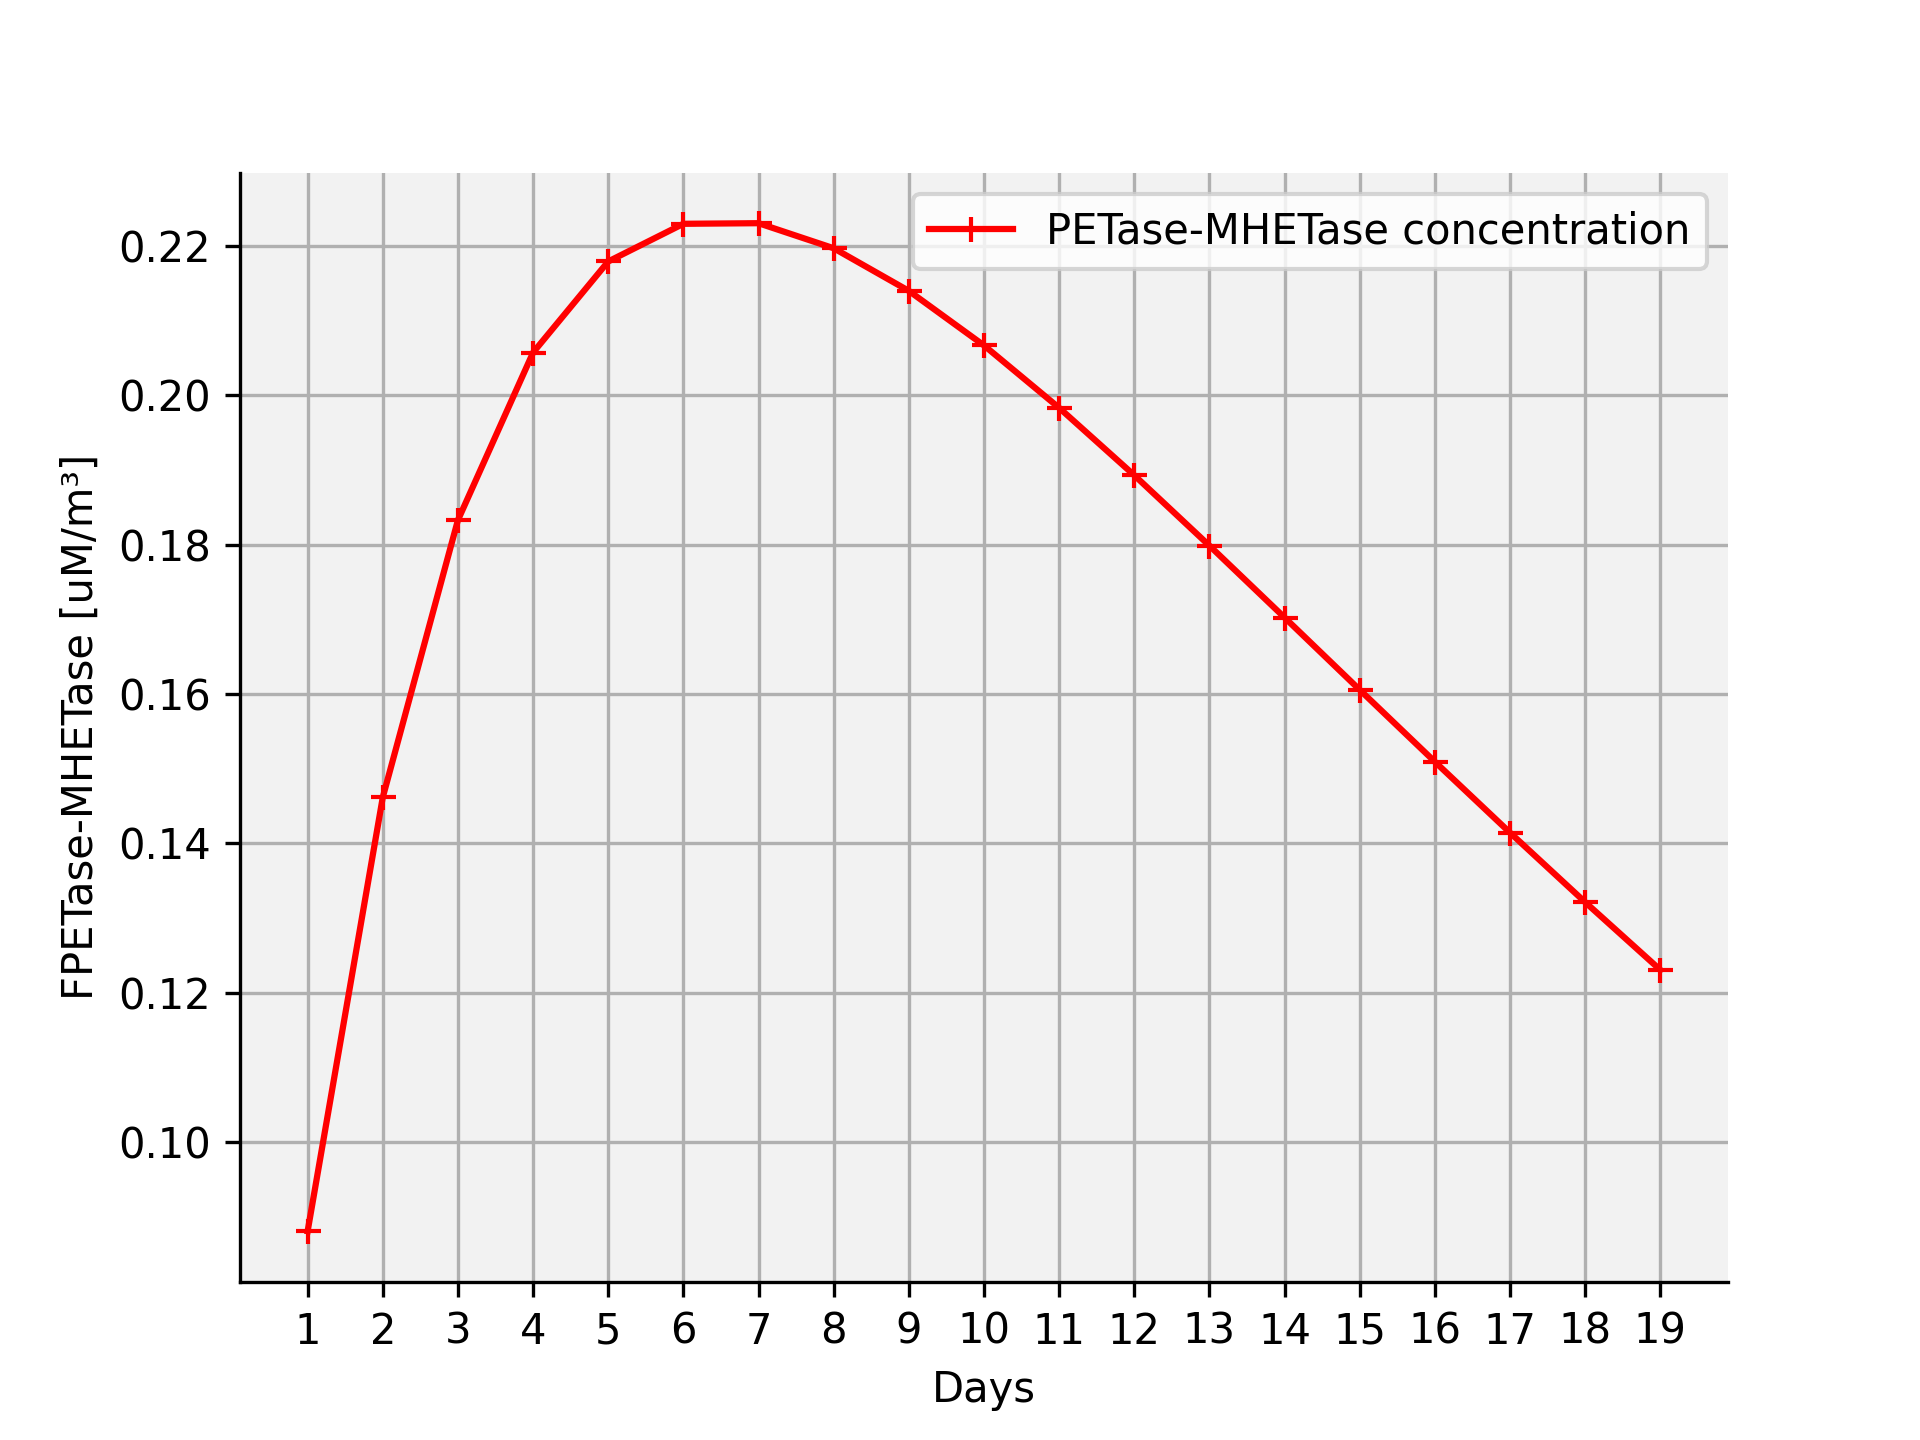 PETase-MHETase concentration
FPETase-MHETase [uM/m³]
0.22
0.20
0.18
0.16
0.14
0.12
0.10
1 2 3 4 5 6 7 8 9 10 11 12 13 14 15 16 17 18 19
Days